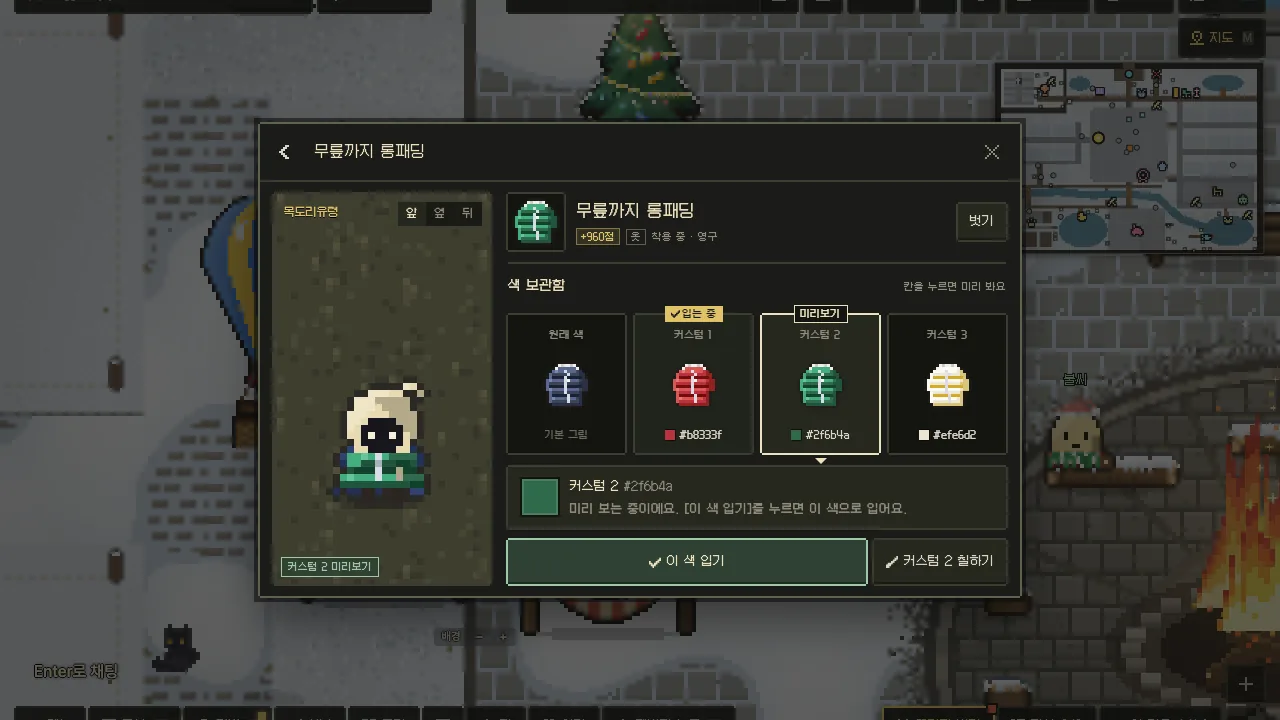 지도 M
무릎까지 롱패딩
목도리유령
앞 옆 뒤
무릎까지 롱패딩
+960점 옷 착용 중 · 영구
벗기
색 보관함
칸을 누르면 미리 봐요
입는 중
미리보기
원래 색
커스텀 1
커스텀 2
커스텀 3
기본 그림
#b8333f
#2f6b4a
#efe6d2
불씨
커스텀 2 #2f6b4a
미리 보는 중이에요. [이 색 입기]를 누르면 이 색으로 입어요.
커스텀 2 미리보기
이 색 입기
커스텀 2 칠하기
배경 - +
Enter로 채팅